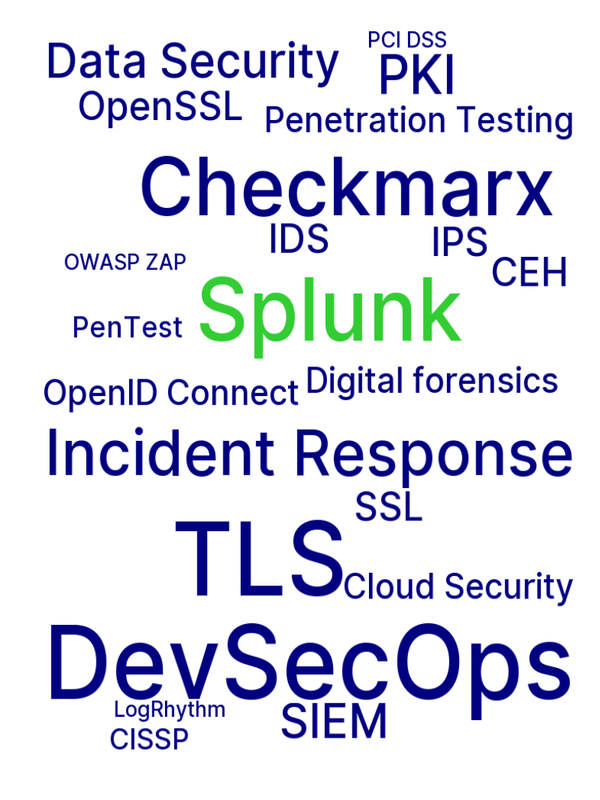 PCI DSS
Data Security
PKI
OpenSSL
Penetration Testing
Checkmarx
IDS
IPS
OWASP ZAP
CEH
Splunk
PenTest
Digital forensics
OpenID Connect
Incident Response
SSL
TLS
Cloud Security
DevSecOps
LogRhythm
SIEM
CISSP